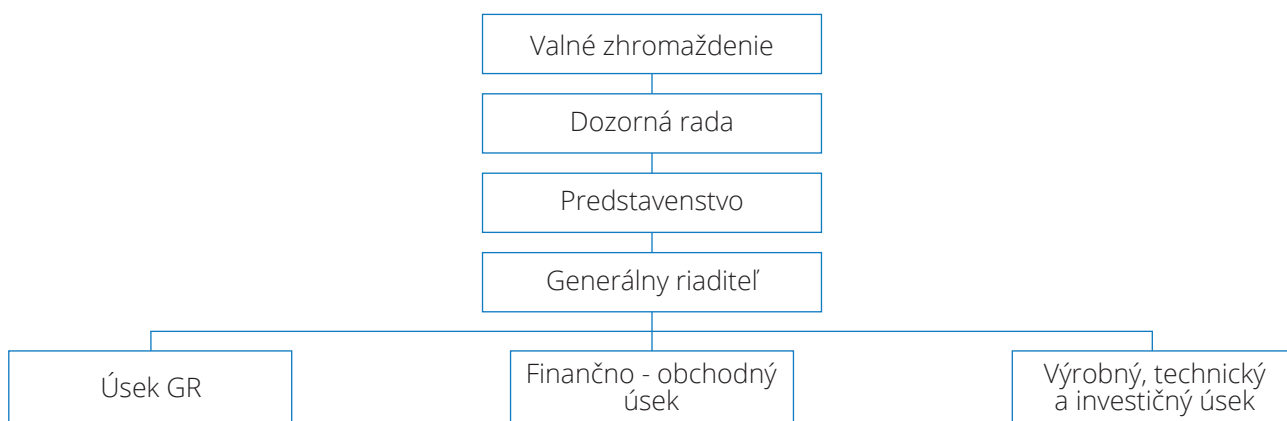 Valné zhromaždenie
Dozorná rada
Predstavenstvo
Generálny riaditeľ
Úsek GR
Finančno - obchodný
úsek
Výrobný, technický
a investičný úsek